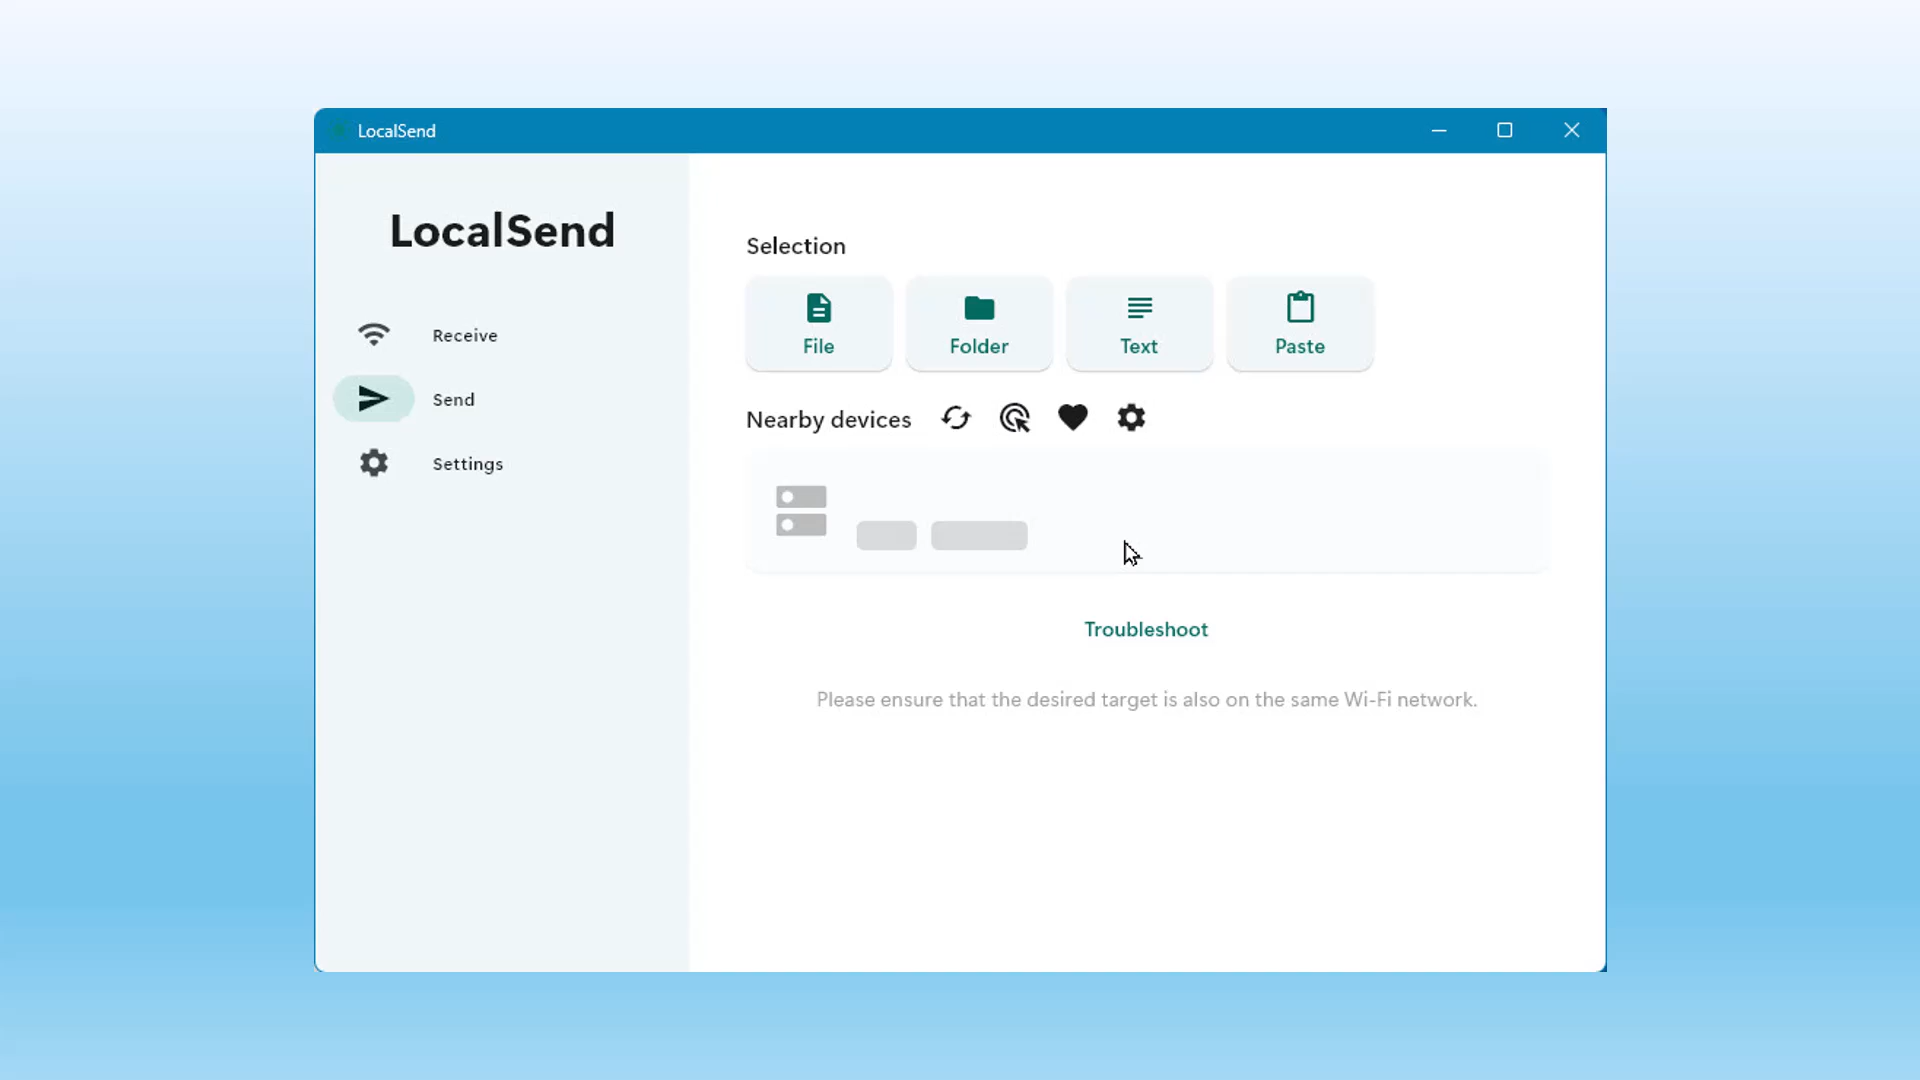 LocalSend
LocalSend
Receive
Send
Settings
Selection
File
Folder
Text
Paste
Nearby devices
Troubleshoot
Please ensure that the desired target is also on the same Wi-Fi network.